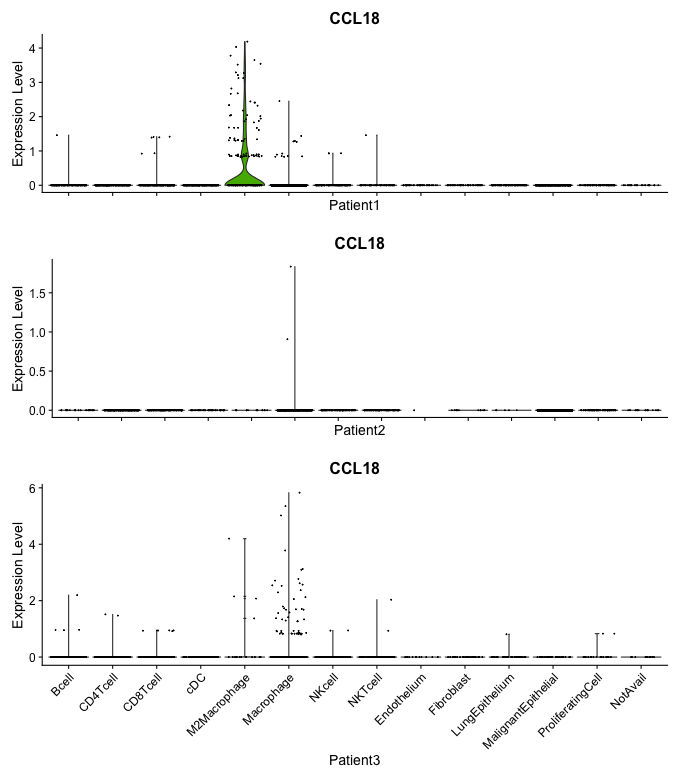 CCL18
Expression Level
4
3
2
1
0
Patient1
CCL18
Expression Level
1.5
1.0
0.5
0.0
Patient2
CCL18
Expression Level
6
4
2
0
Bcell
CD4Tcell
CD8Tcell
cDC
M2Macrophage
Macrophage
NKcell
NKTcell
Endothelium
Fibroblast
LungEpithelium
MalignantEpithelial
ProliferatingCell
NotAvail
Patient3